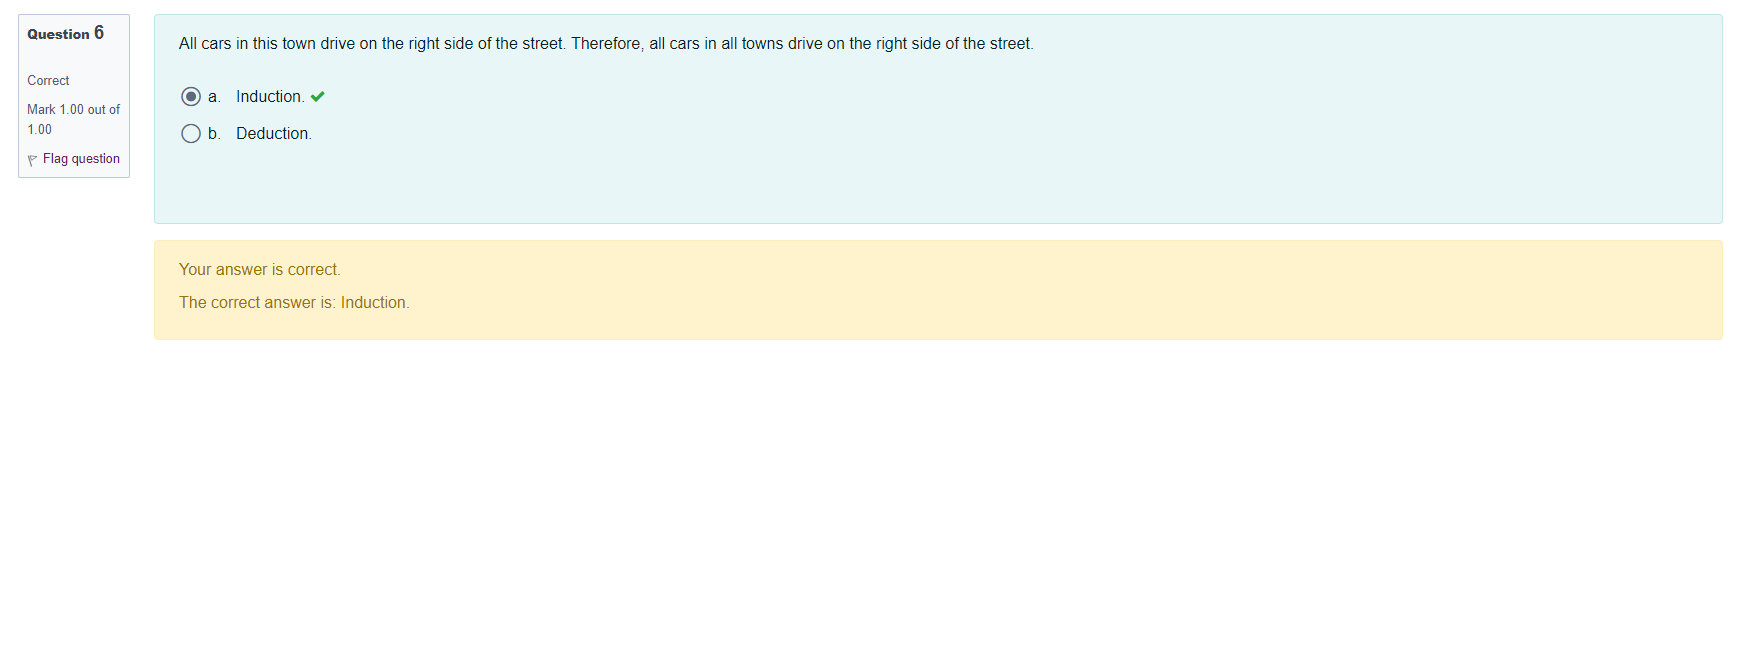 Question 6
Correct
Mark 1.00 out of
1.00
Flag question
All cars in this town drive on the right side of the street. Therefore, all cars in all towns drive on the right side of the street.
a. Induction.
b. Deduction.
Your answer is correct.
The correct answer is: Induction.